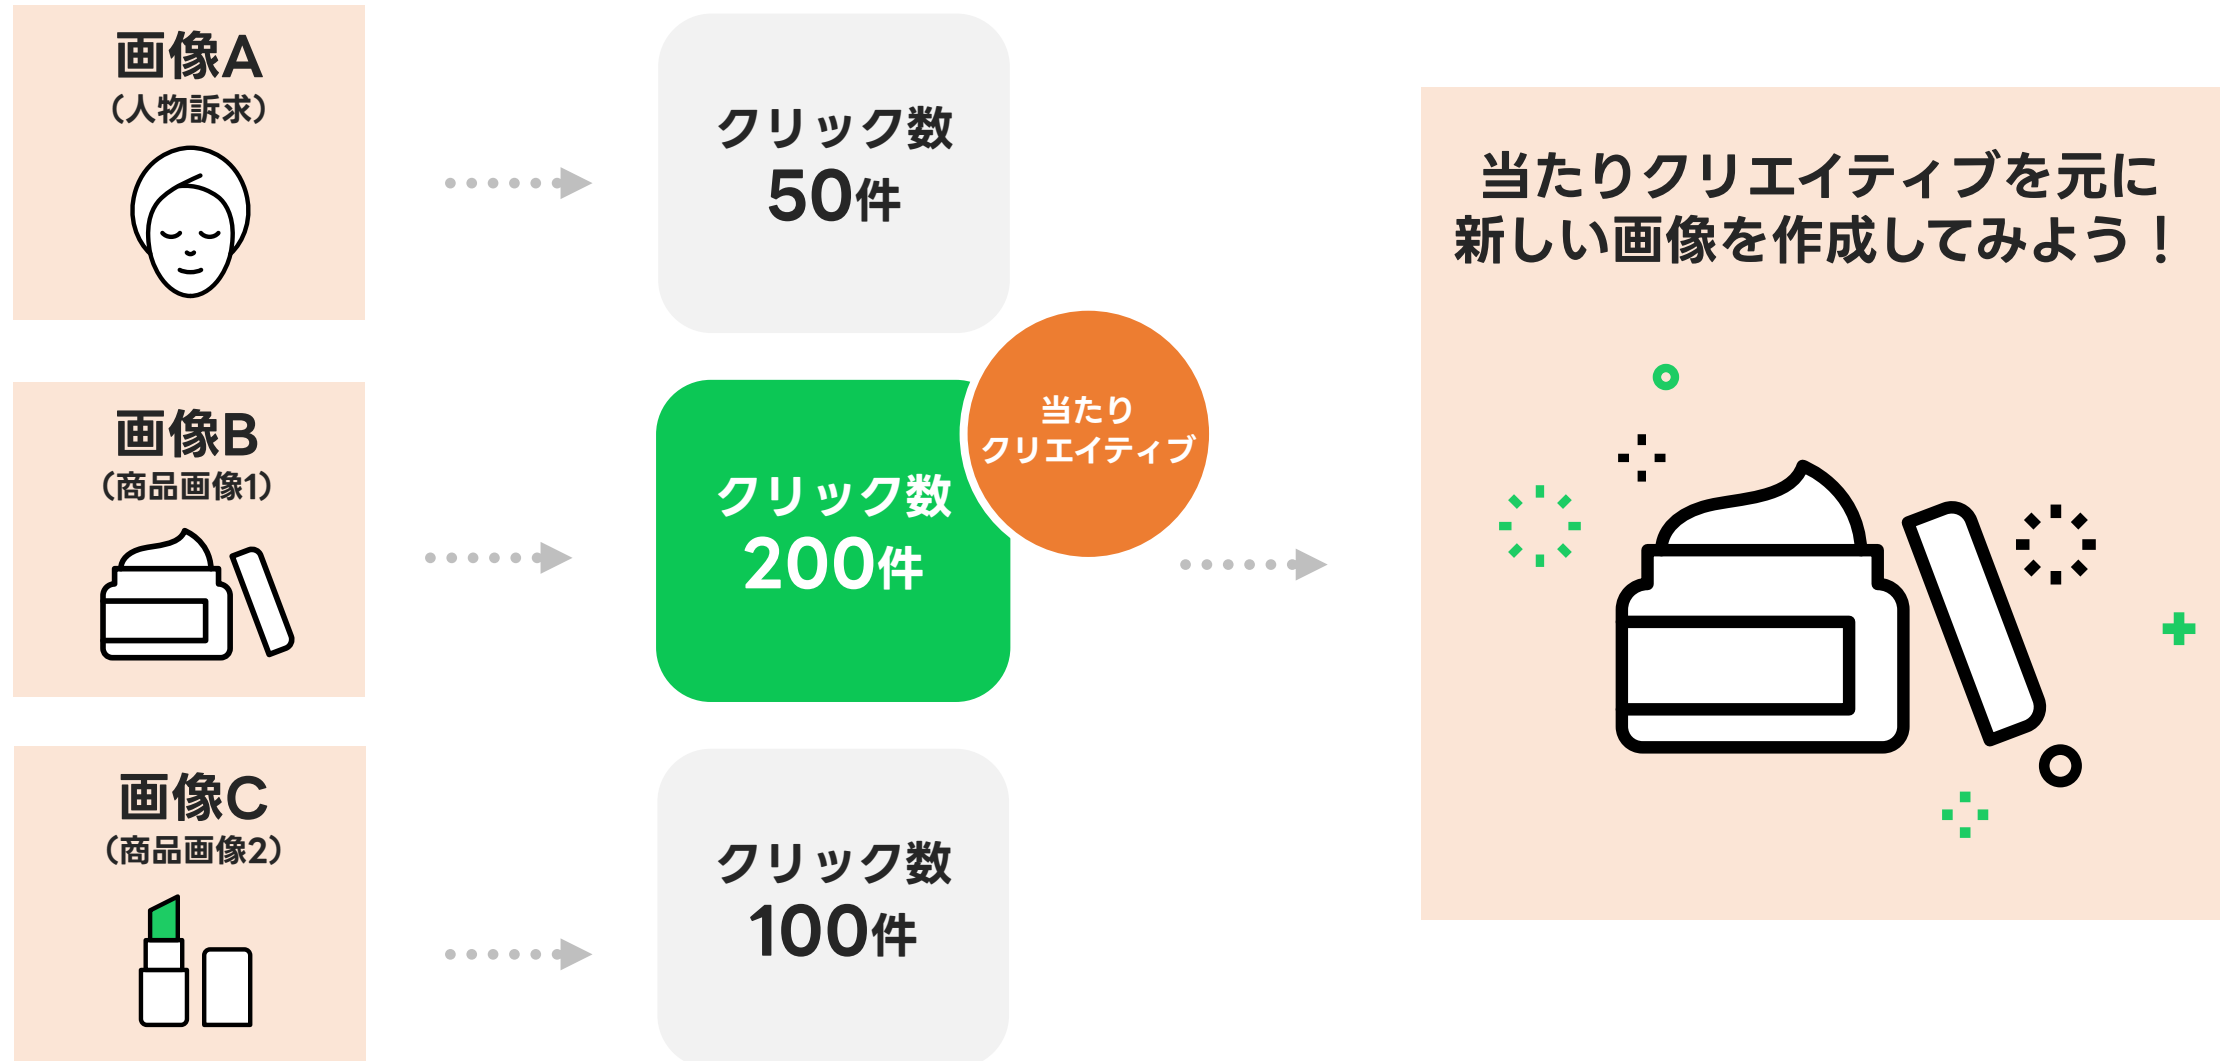 画像A
（人物訴求）
クリック数
50件
画像B
（商品画像1）
クリック数
200件
当たり
クリエイティブ
画像C
（商品画像2）
クリック数
100件
当たりクリエイティブを元に
新しい画像を作成してみよう！